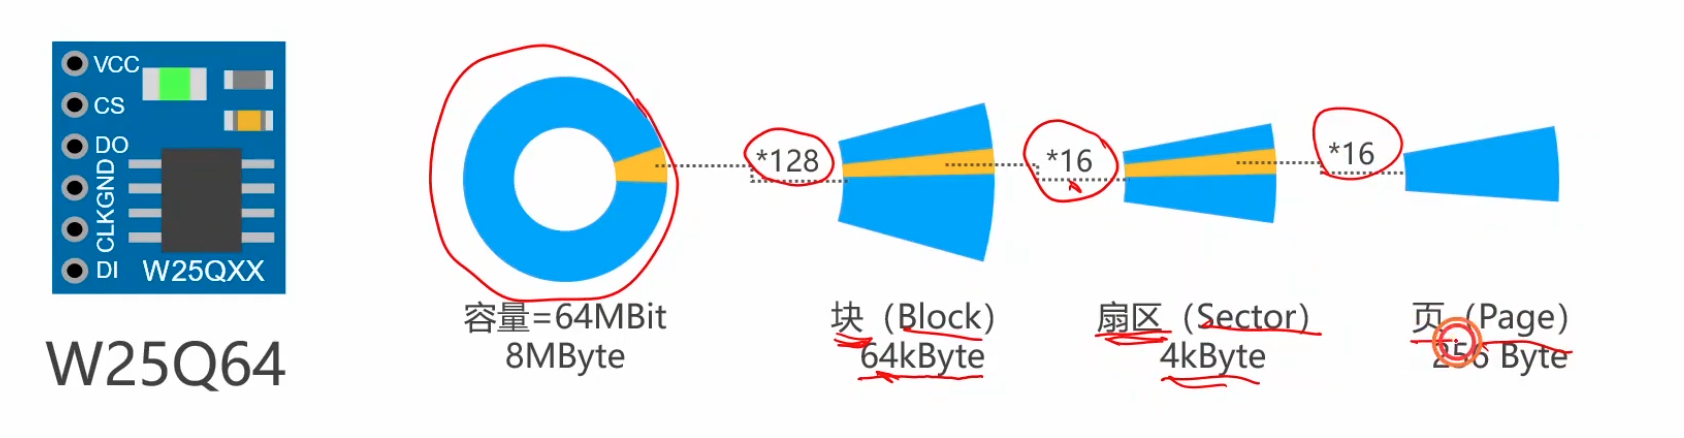 VCC
CS
DO
GND
CLK
DI
W25QXX
W25Q64
*128
*16
*16
容量=64MBit
8MByte
块（Block）
64kByte
扇区（Sector）
4kByte
页（Page）
256 Byte